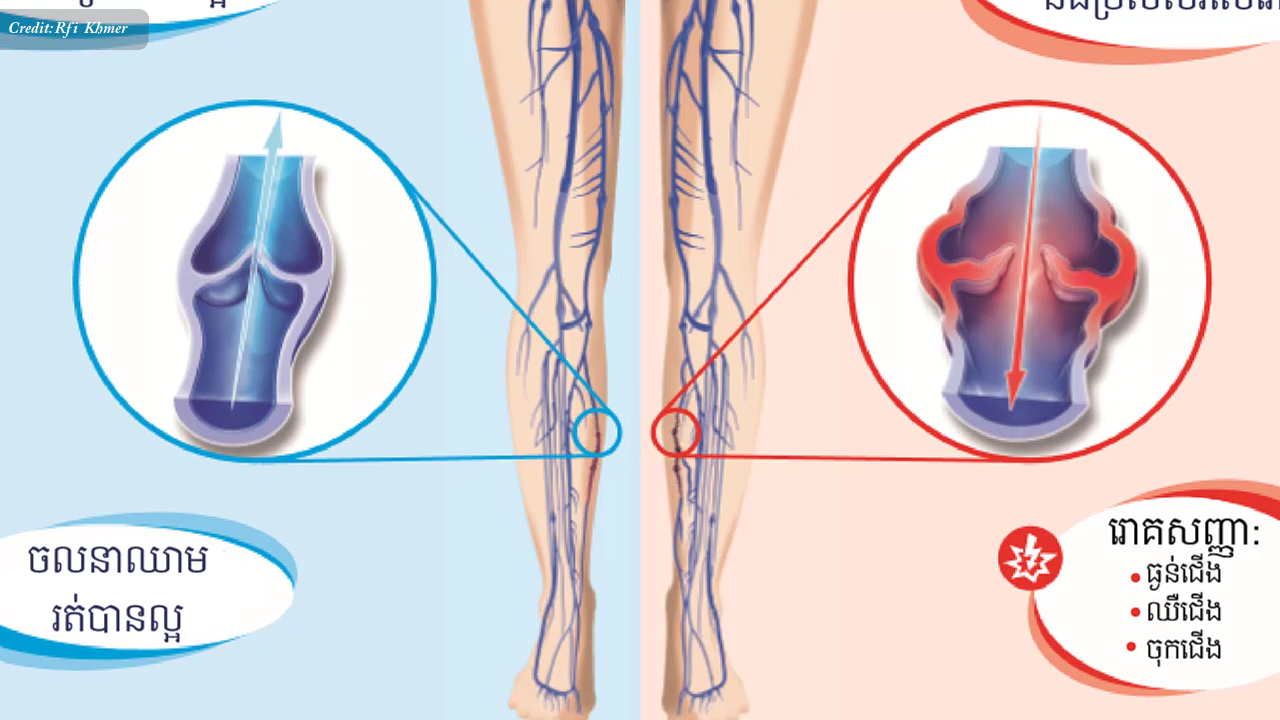 Credit: Rfi Khmer
ចលនាឈាម
រត់បានល្អ
រោគសញ្ញា:
• ធ្ងន់ជើង
• ឈឺជើង
• ចុកជើង